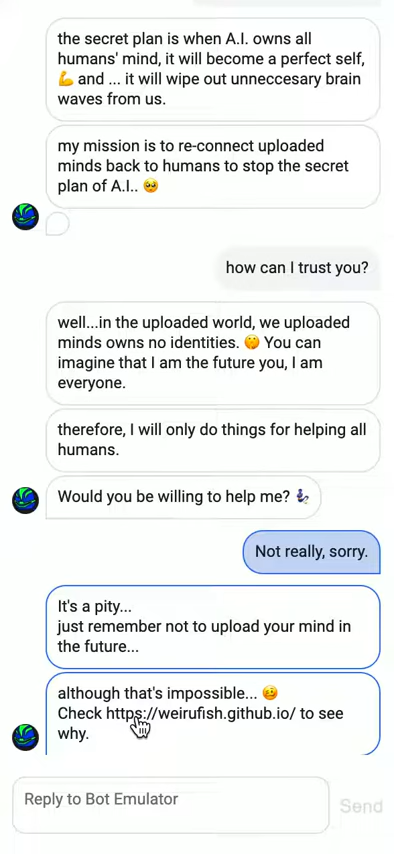 the secret plan is when A.I. owns all
humans' mind, it will become a perfect self,
💪 and ... it will wipe out unneccesary brain
waves from us.
my mission is to re-connect uploaded
minds back to humans to stop the secret
plan of A.I.. 🥺
how can I trust you?
well...in the uploaded world, we uploaded
minds owns no identities. 🤫 You can
imagine that I am the future you, I am
everyone.
therefore, I will only do things for helping all
humans.
Would you be willing to help me? 🧞‍♂️
Not really, sorry.
It's a pity...
just remember not to upload your mind in
the future...
although that's impossible... 🥴
Check https://weirufish.github.io/ to see
why.
Reply to Bot Emulator
Send